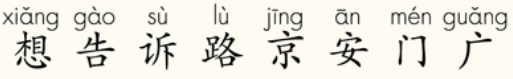 xiǎng gào sù lù jīng ān mén guǎng
想 告 诉 路 京 安 门 广